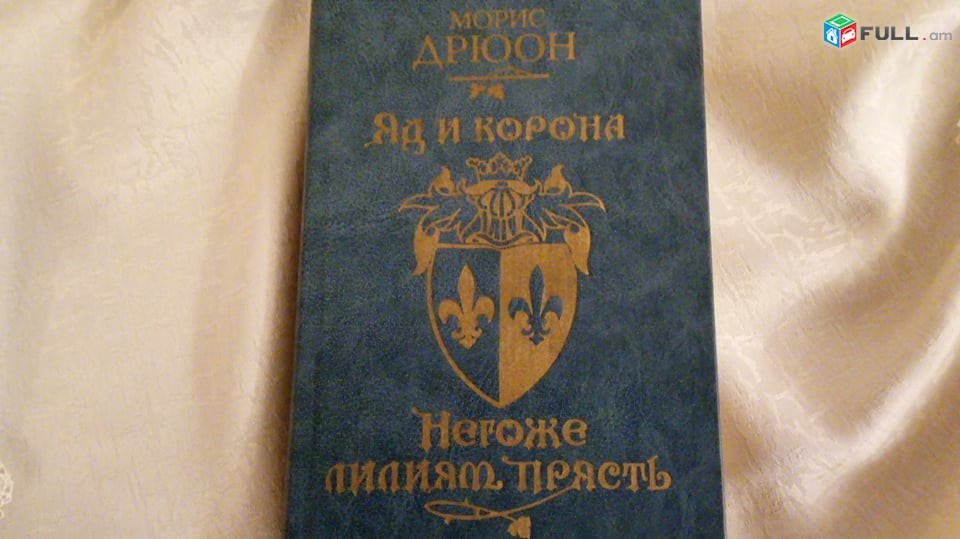 МОРИС
ДРЮОН
Яд и корона
Негоже
лилиям прясть
FULL.am